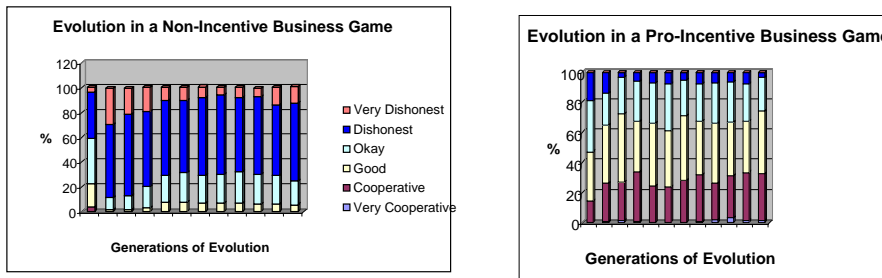 Evolution in a Non-Incentive Business Game
120
100
80
60
40
20
0
%
Very Dishonest
Dishonest
Okay
Good
Cooperative
Very Cooperative
Generations of Evolution
Evolution in a Pro-Incentive Business Game
100
80
60
40
20
0
%
Generations of Evolution